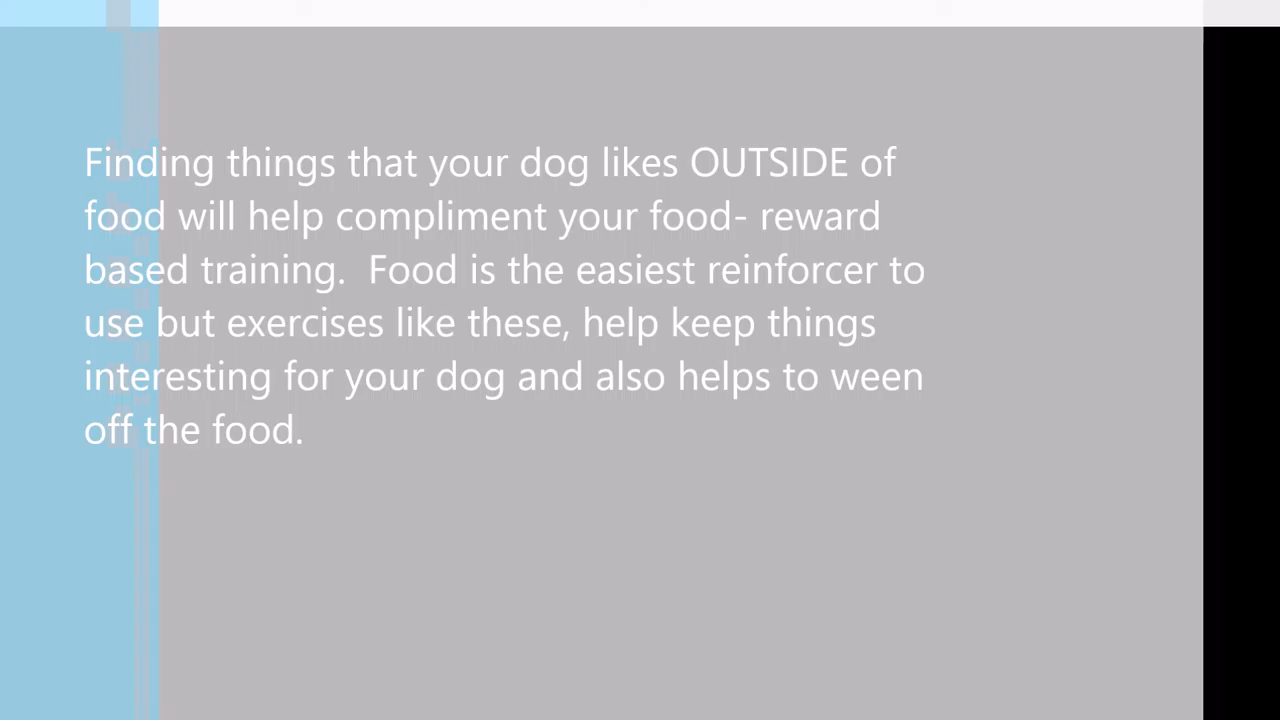 Finding things that your dog likes OUTSIDE of
food will help compliment your food- reward
based training.  Food is the easiest reinforcer to
use but exercises like these, help keep things
interesting for your dog and also helps to ween
off the food.